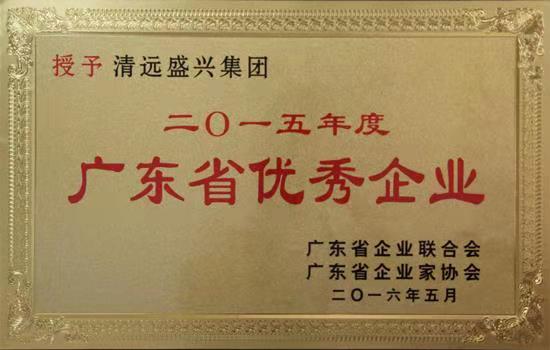 授予 清远盛兴集团
二〇一五年度
广东省优秀企业
广东省企业联合会
广东省企业家协会
二〇一六年五月